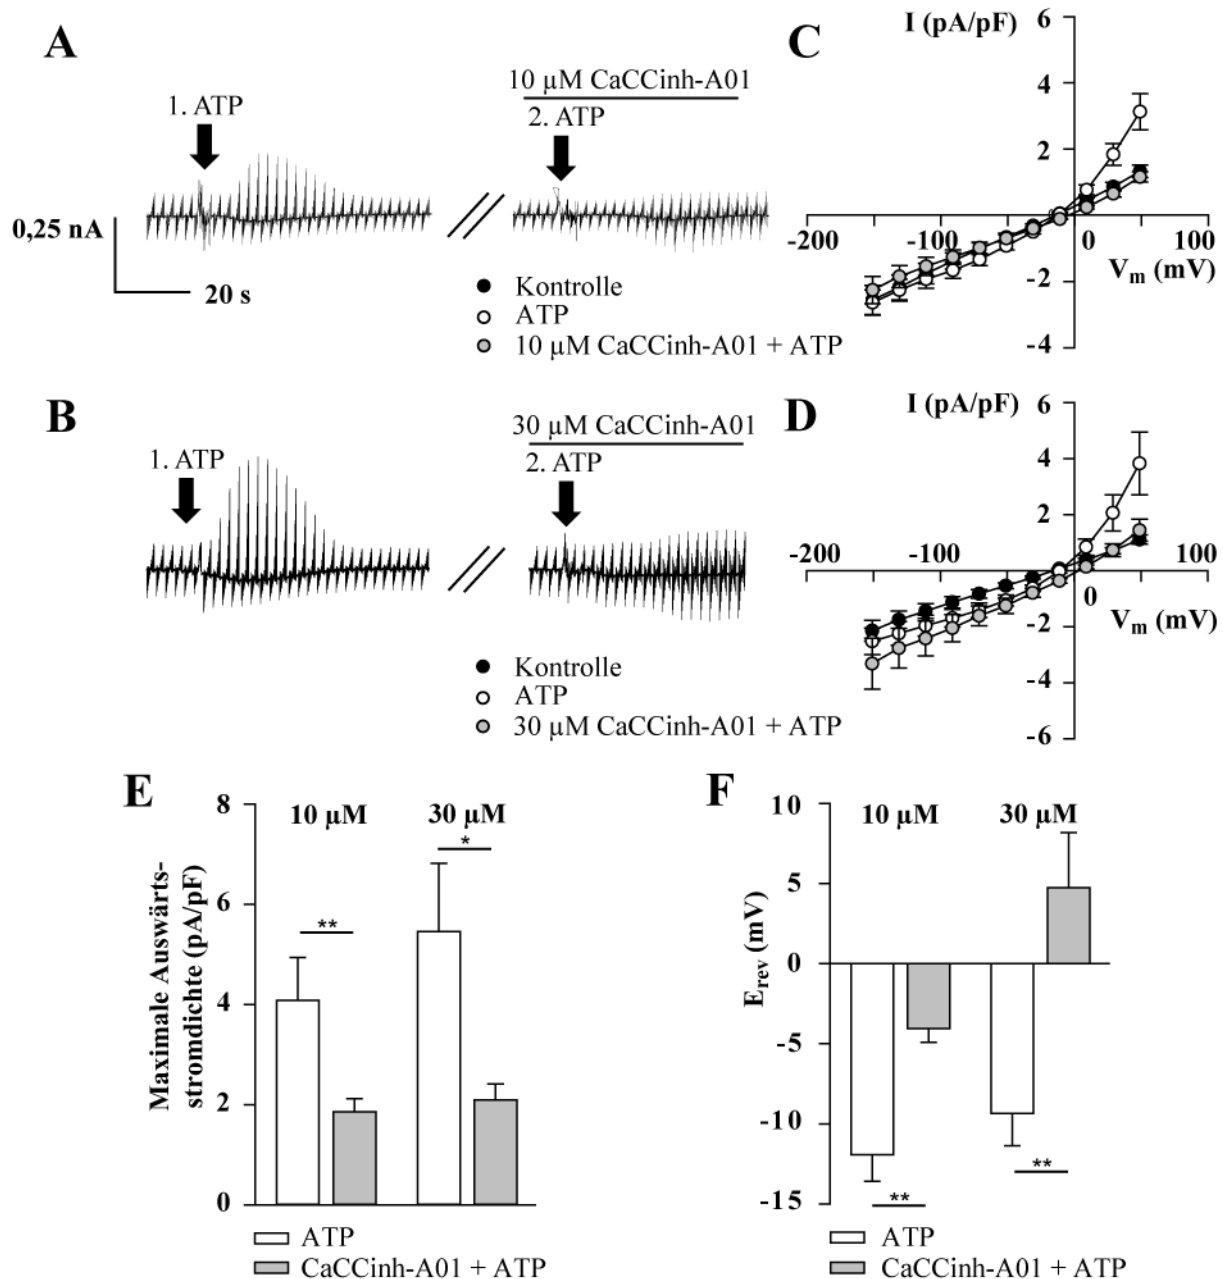 A
1. ATP
10 µM CaCCinh-A01
2. ATP
0,25 nA
20 s
Kontrolle
ATP
10 µM CaCCinh-A01 + ATP
C
I (pA/pF)
6
4
2
-200
-100
0
100
Vm (mV)
-2
-4
B
1. ATP
30 µM CaCCinh-A01
2. ATP
Kontrolle
ATP
30 µM CaCCinh-A01 + ATP
D
I (pA/pF)
6
4
2
-200
-100
100
0
Vm (mV)
-2
-4
-6
E
Maximale Auswärts-
stromdichte (pA/pF)
8
6
4
2
0
10 µM
30 µM
**
*
ATP
CaCCinh-A01 + ATP
F
Erev (mV)
10
5
0
-5
-10
-15
10 µM
30 µM
**
**
ATP
CaCCinh-A01 + ATP